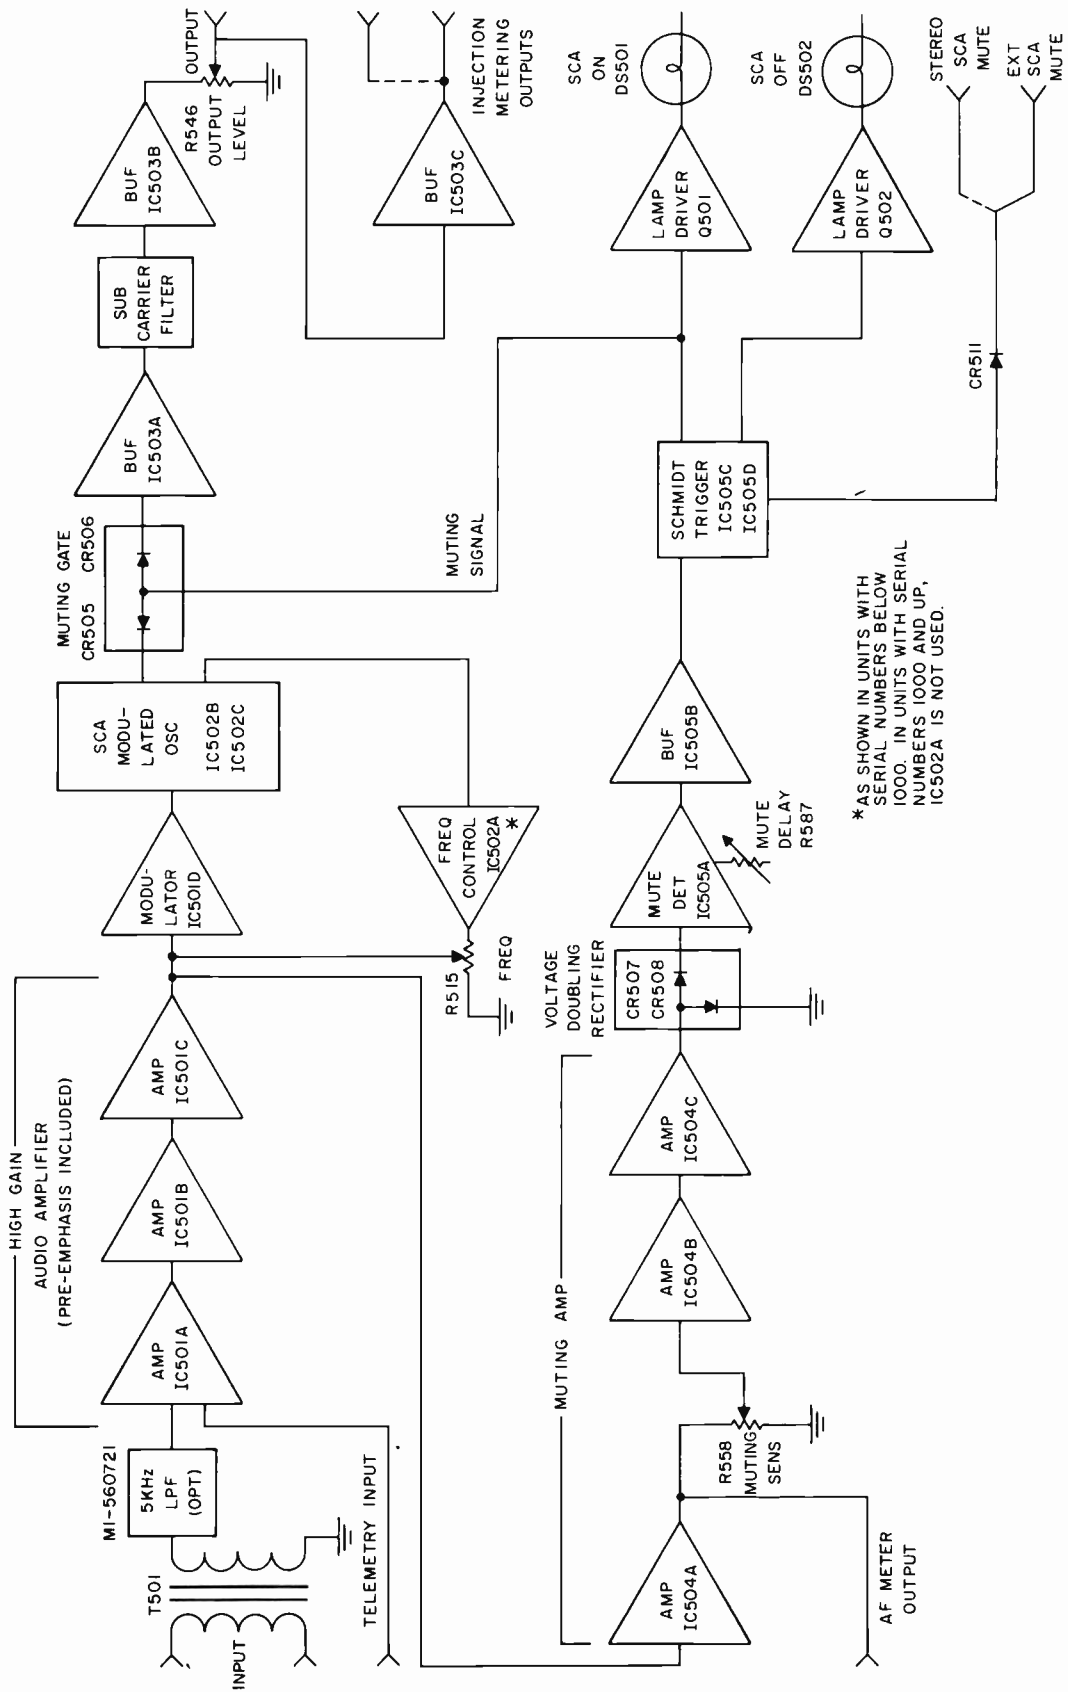 INPUT
T501
MI-560721
5KHz
LPF
(OPT)
TELEMETRY INPUT
HIGH GAIN
AUDIO AMPLIFIER
(PRE-EMPHASIS INCLUDED)
AMP
IC501A
AMP
IC501B
AMP
IC501C
MODU-
LATOR
IC501D
SCA
MODU-
LATED
OSC
IC502B
IC502C
MUTING GATE
CR505 CR506
BUF
IC503A
SUB
CARRIER
FILTER
BUF
IC503B
R546
OUTPUT
LEVEL
OUTPUT
BUF
IC503C
INJECTION
METERING
OUTPUTS
R515
FREQ
FREQ
CONTROL
IC502A
*
MUTING
SIGNAL
MUTING AMP
AMP
IC504A
AF METER
OUTPUT
R558
MUTING
SENS
AMP
IC504B
AMP
IC504C
VOLTAGE
DOUBLING
RECTIFIER
CR507
CR508
MUTE
DET
IC505A
MUTE
DELAY
R587
BUF
IC505B
SCHMIDT
TRIGGER
IC505C
IC505D
LAMP
DRIVER
Q501
SCA
ON
DS501
LAMP
DRIVER
Q502
SCA
OFF
DS502
CR511
STEREO
SCA
MUTE
EXT
SCA
MUTE
*AS SHOWN IN UNITS WITH
SERIAL NUMBERS BELOW
1000. IN UNITS WITH SERIAL
NUMBERS 1000 AND UP,
IC502A IS NOT USED.